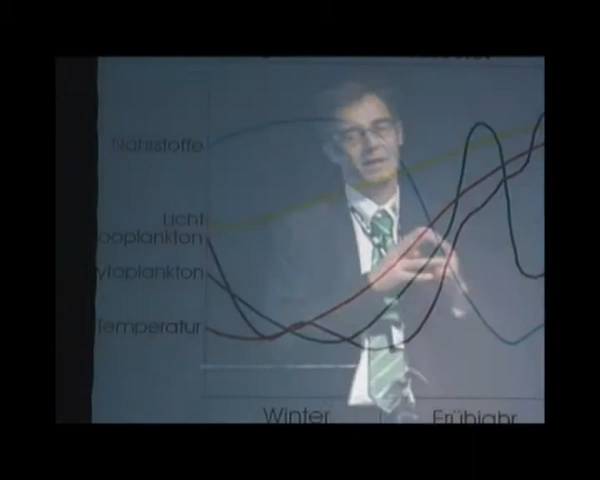 Nährstoffe
Licht
ooplankton
ytoplankton
Temperatur
Winter
Frühjahr